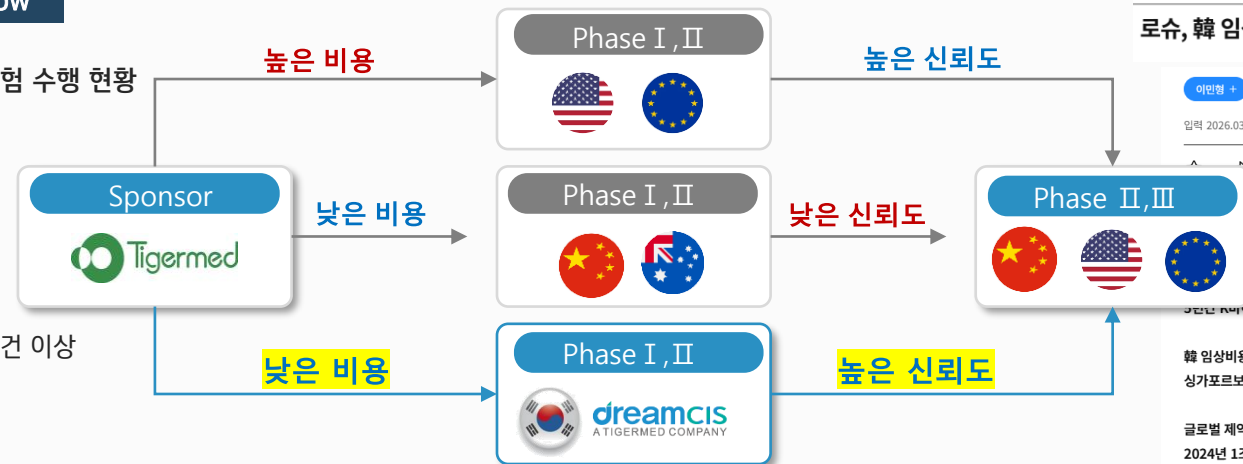 로슈, 韓 임
Phase Ⅰ,Ⅱ
높은 비용
높은 신뢰도
험 수행 현황
이민형 +
입력 2026.03
Sponsor
Tigermed
낮은 비용
Phase Ⅰ,Ⅱ
낮은 신뢰도
Phase Ⅱ,Ⅲ
건 이상
낮은 비용
Phase Ⅰ,Ⅱ
dreamcis
A TIGERMED COMPANY
높은 신뢰도
韓 임상비용
싱가포르보
글로벌 제약
2024년 1